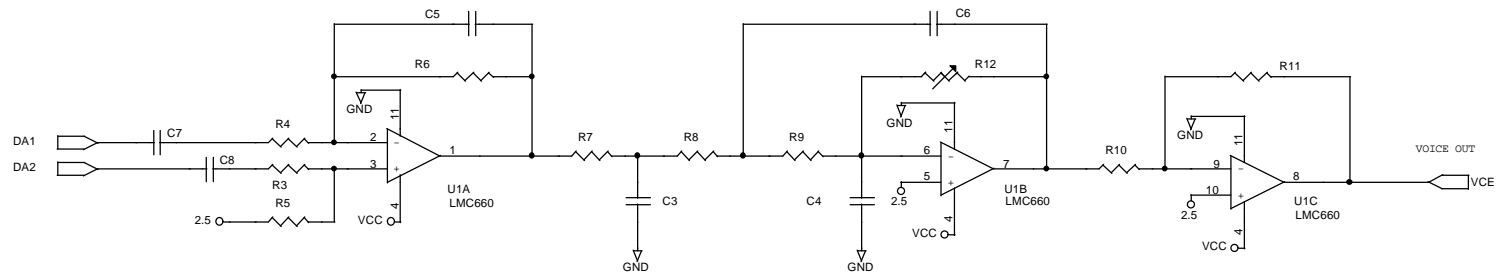 C5
C6
R6
R12
R11
GND
11
GND
11
GND
11
DA1
C7
R4
2
1
R7
R8
R9
6
7
R10
9
8
VOICE OUT
VCE
DA2
C8
R3
3
U1A
LMC660
5
2.5
U1B
LMC660
10
2.5
U1C
LMC660
R5
2.5
VCC
4
C3
C4
VCC
4
VCC
4
GND
GND